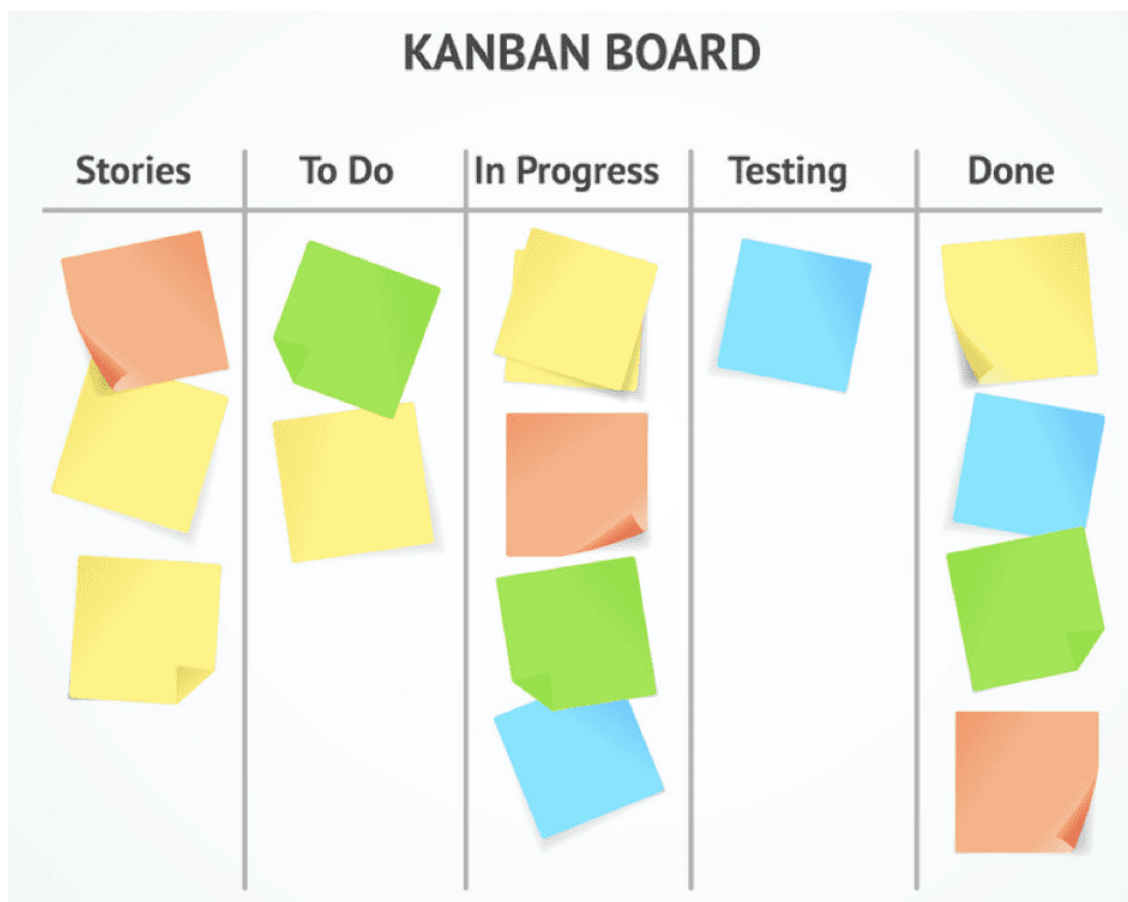 KANBAN BOARD
Stories
To Do
In Progress
Testing
Done